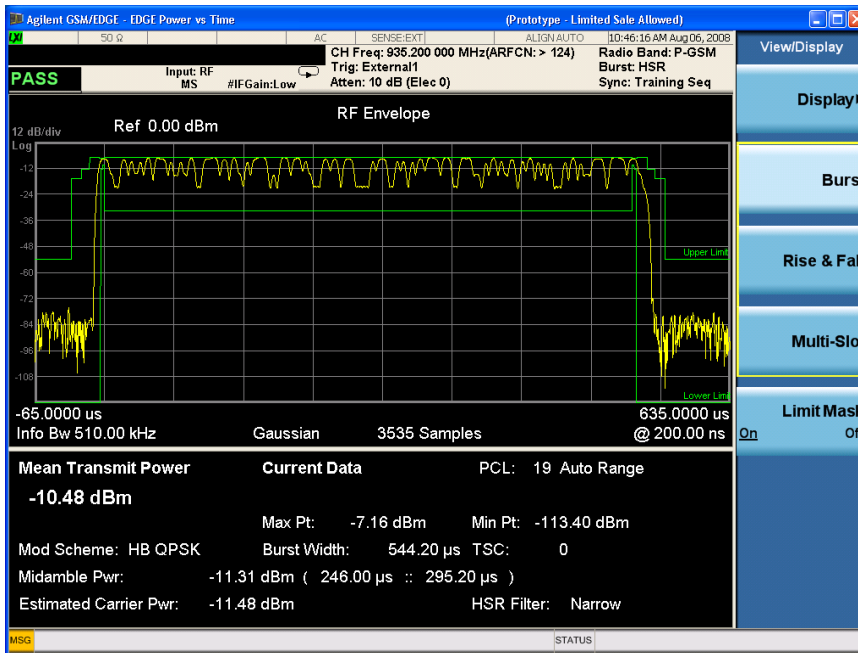 Agilent GSM/EDGE - EDGE Power vs Time (Prototype - Limited Sale Allowed)
LXI 50 Ω AC SENSE:EXT ALIGN AUTO 10:46:16 AM Aug 06, 2008
CH Freq: 935.200 000 MHz(ARFCN: > 124) Radio Band: P-GSM
Trig: External1 Burst: HSR
PASS Input: RF
MS #IFGain:Low Atten: 10 dB (Elec 0) Sync: Training Seq
View/Display
Display
Burs
Rise & Fal
Multi-Slo
Limit Mask
On Of
RF Envelope
12 dB/div Ref 0.00 dBm
Log
-12
-24
-36
-48
Upper Limit
-60
-72
-84
-96
-108
Lower Limi
-65.0000 us 635.0000 us
Info Bw 510.00 kHz Gaussian 3535 Samples @ 200.00 ns
Mean Transmit Power Current Data PCL: 19 Auto Range
-10.48 dBm
Max Pt: -7.16 dBm Min Pt: -113.40 dBm
Mod Scheme: HB QPSK Burst Width: 544.20 µs TSC: 0
Midamble Pwr: -11.31 dBm ( 246.00 µs :: 295.20 µs )
Estimated Carrier Pwr: -11.48 dBm HSR Filter: Narrow
MSG STATUS